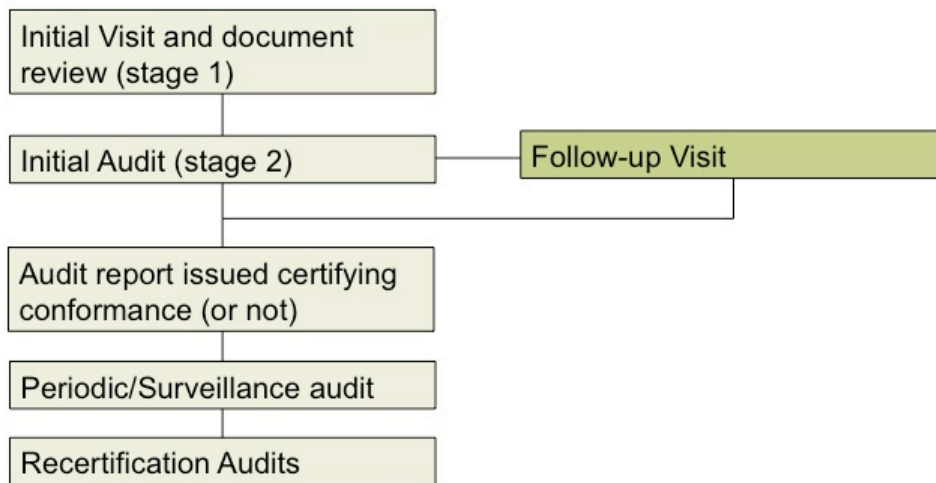 Initial Visit and document
review (stage 1)
Initial Audit (stage 2)
Follow-up Visit
Audit report issued certifying
conformance (or not)
Periodic/Surveillance audit
Recertification Audits